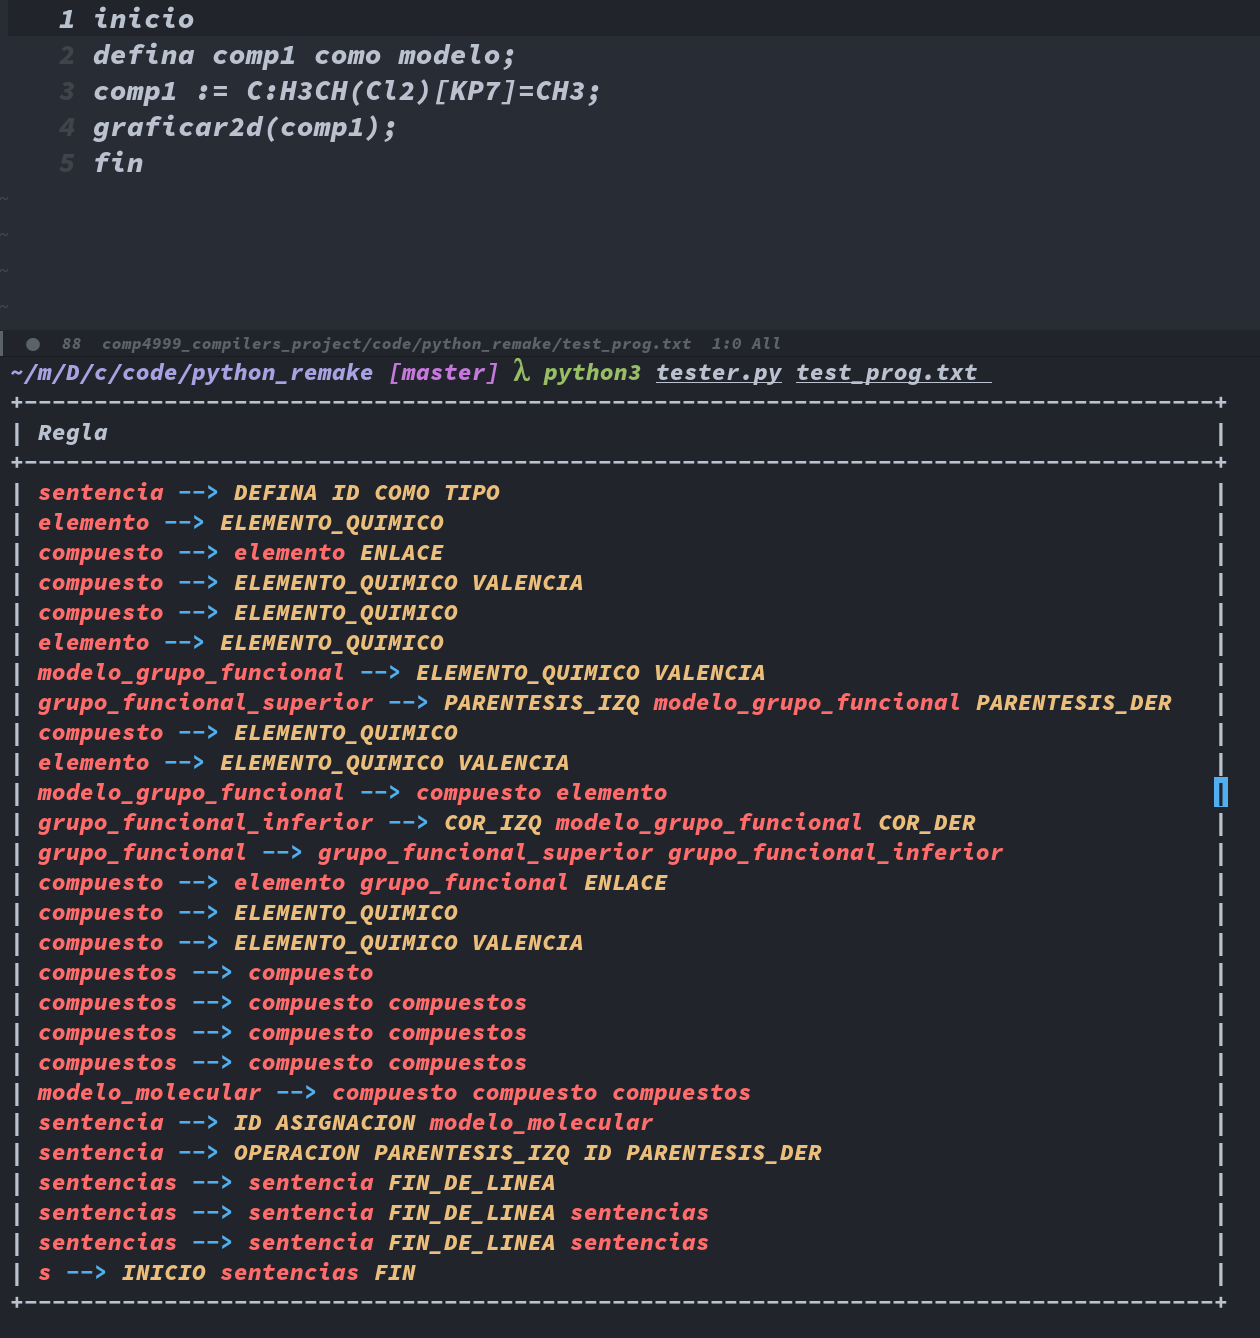 1 inicio
2 defina comp1 como modelo;
3 comp1 := C:H3CH(Cl2)[KP7]=CH3;
4 graficar2d(comp1);
5 fin
~
~
~
~
● 88 comp4999_compilers_project/code/python_remake/test_prog.txt 1:0 All
~/m/D/c/code/python_remake [master] λ python3 tester.py test_prog.txt
+-------------------------------------------------------------------------------------+
| Regla |
+-------------------------------------------------------------------------------------+
| sentencia --> DEFINA ID COMO TIPO |
| elemento --> ELEMENTO_QUIMICO |
| compuesto --> elemento ENLACE |
| compuesto --> ELEMENTO_QUIMICO VALENCIA |
| compuesto --> ELEMENTO_QUIMICO |
| elemento --> ELEMENTO_QUIMICO |
| modelo_grupo_funcional --> ELEMENTO_QUIMICO VALENCIA |
| grupo_funcional_superior --> PARENTESIS_IZQ modelo_grupo_funcional PARENTESIS_DER |
| compuesto --> ELEMENTO_QUIMICO |
| elemento --> ELEMENTO_QUIMICO VALENCIA |
| modelo_grupo_funcional --> compuesto elemento |
| grupo_funcional_inferior --> COR_IZQ modelo_grupo_funcional COR_DER |
| grupo_funcional --> grupo_funcional_superior grupo_funcional_inferior |
| compuesto --> elemento grupo_funcional ENLACE |
| compuesto --> ELEMENTO_QUIMICO |
| compuesto --> ELEMENTO_QUIMICO VALENCIA |
| compuestos --> compuesto |
| compuestos --> compuesto compuestos |
| compuestos --> compuesto compuestos |
| compuestos --> compuesto compuestos |
| modelo_molecular --> compuesto compuesto compuestos |
| sentencia --> ID ASIGNACION modelo_molecular |
| sentencia --> OPERACION PARENTESIS_IZQ ID PARENTESIS_DER |
| sentencias --> sentencia FIN_DE_LINEA |
| sentencias --> sentencia FIN_DE_LINEA sentencias |
| sentencias --> sentencia FIN_DE_LINEA sentencias |
| s --> INICIO sentencias FIN |
+-------------------------------------------------------------------------------------+